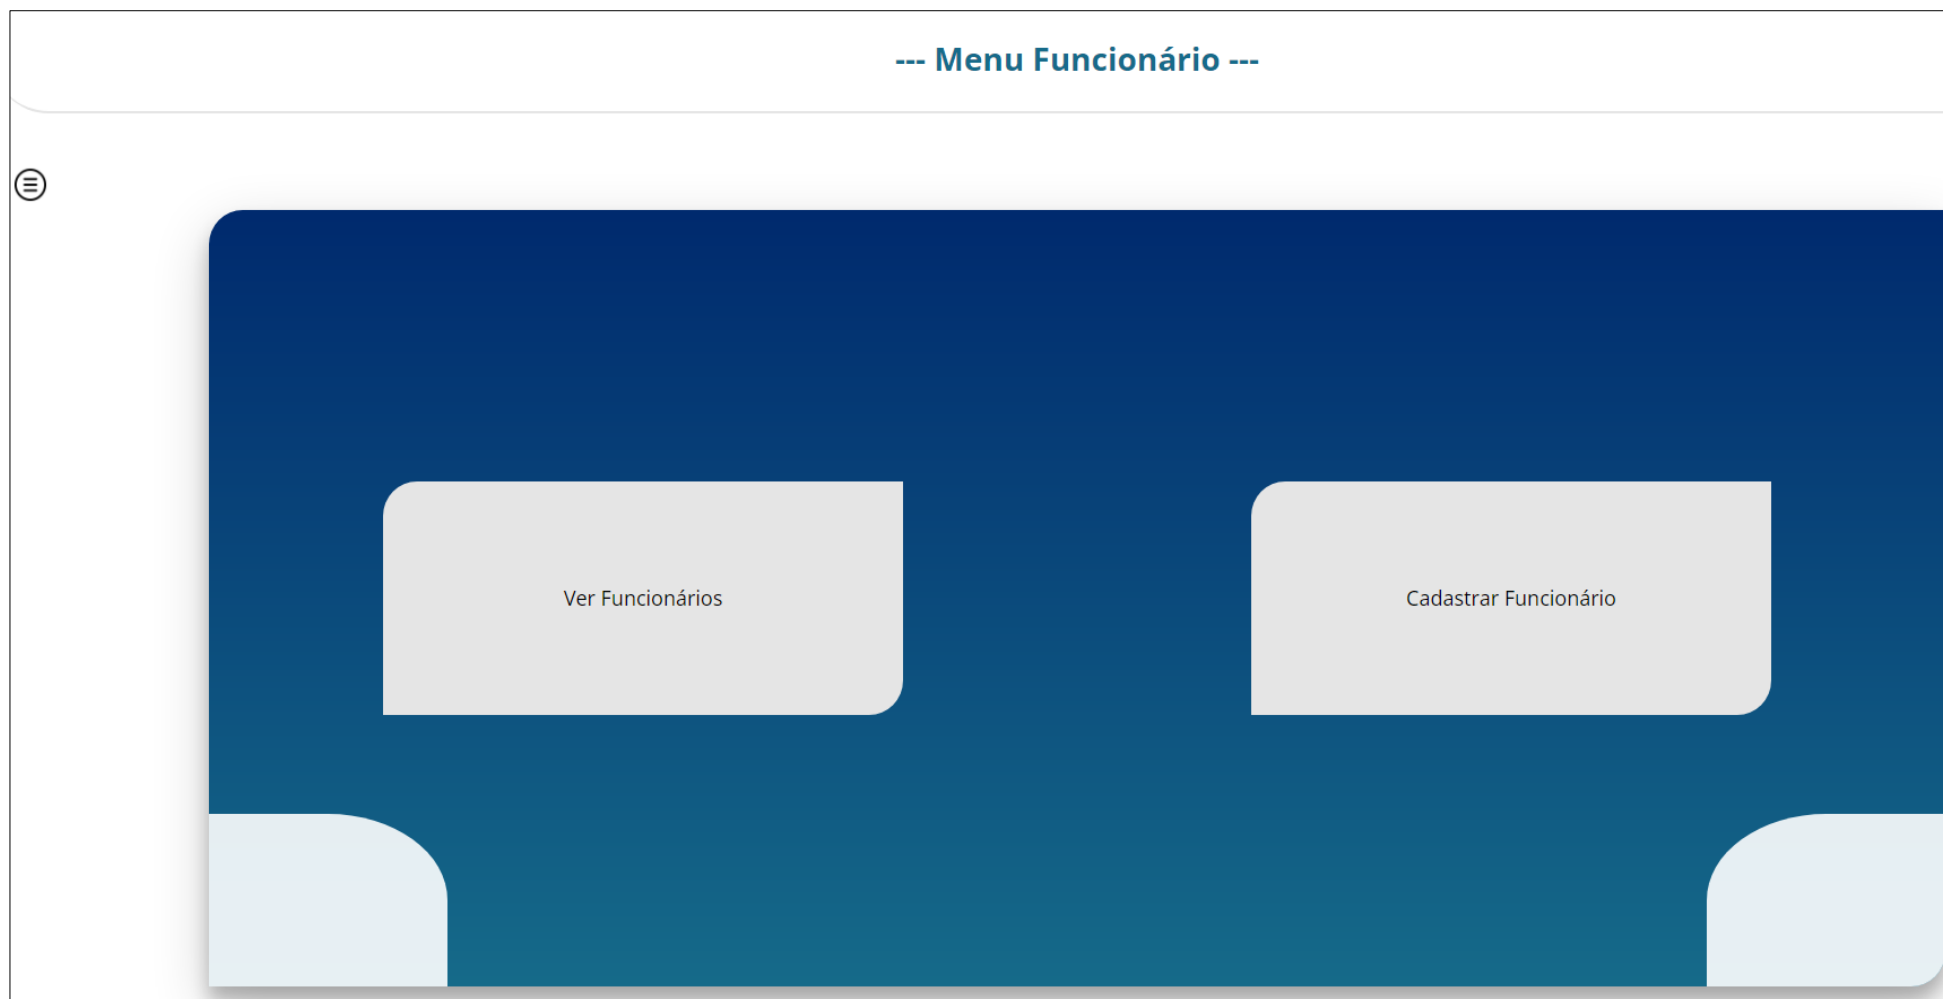 --- Menu Funcionário ---
Ver Funcionários
Cadastrar Funcionário